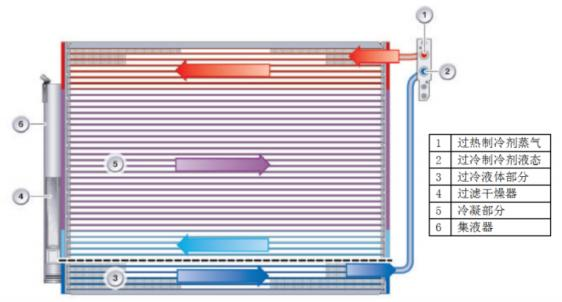 1
2
6
5
4
3
1 过热制冷剂蒸气
2 过冷制冷剂液态
3 过冷液体部分
4 过滤干燥器
5 冷凝部分
6 集液器